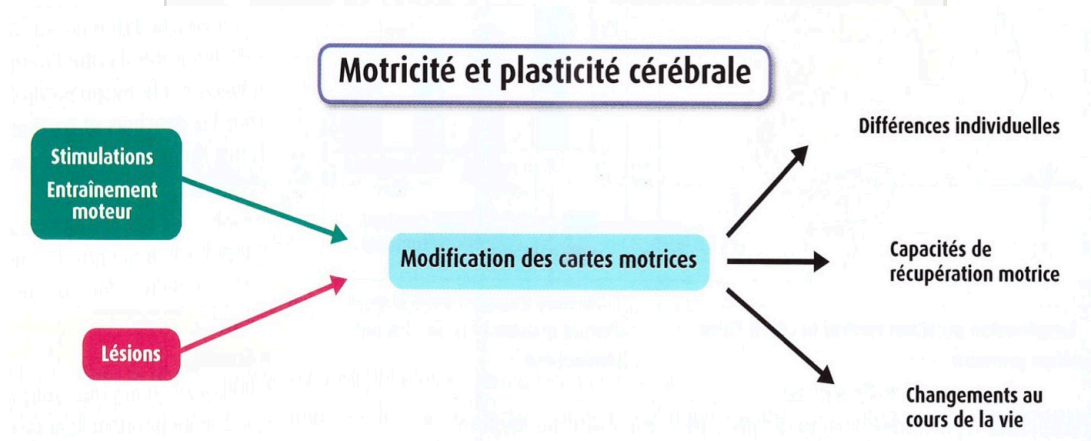 Motricité et plasticité cérébrale
Stimulations
Entraînement
moteur
Lésions
Modification des cartes motrices
Différences individuelles
Capacités de
récupération motrice
Changements au
cours de la vie